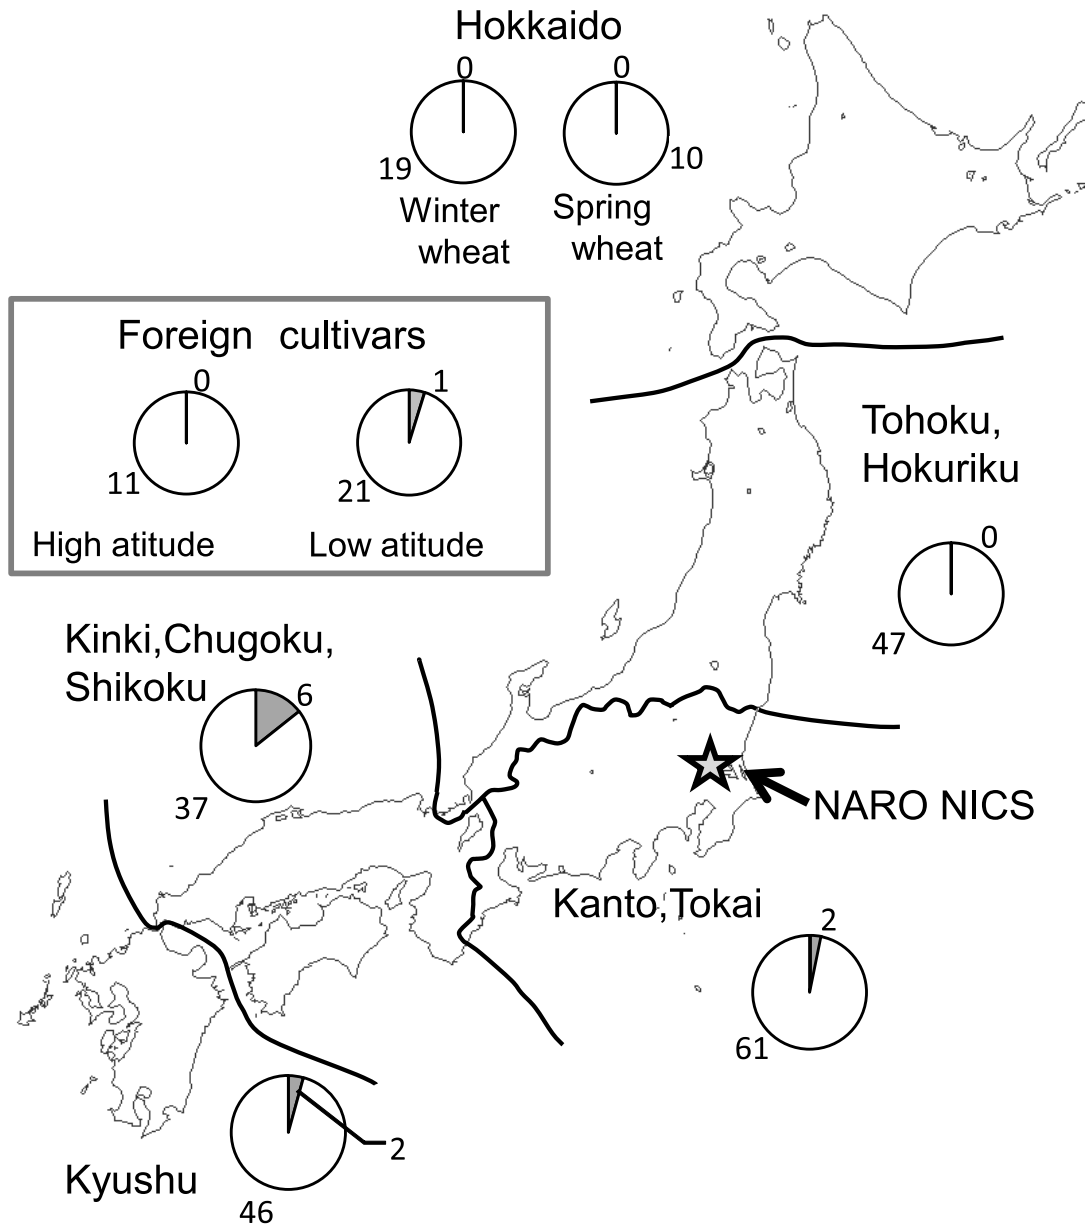 Hokkaido
0
0
19
10
Winter
wheat
Spring
wheat
Foreign cultivars
0
1
11
21
High atitude
Low atitude
Tohoku,
Hokuriku
0
47
Kinki,Chugoku,
Shikoku
6
37
NARO NICS
Kanto,Tokai
2
61
2
Kyushu
46